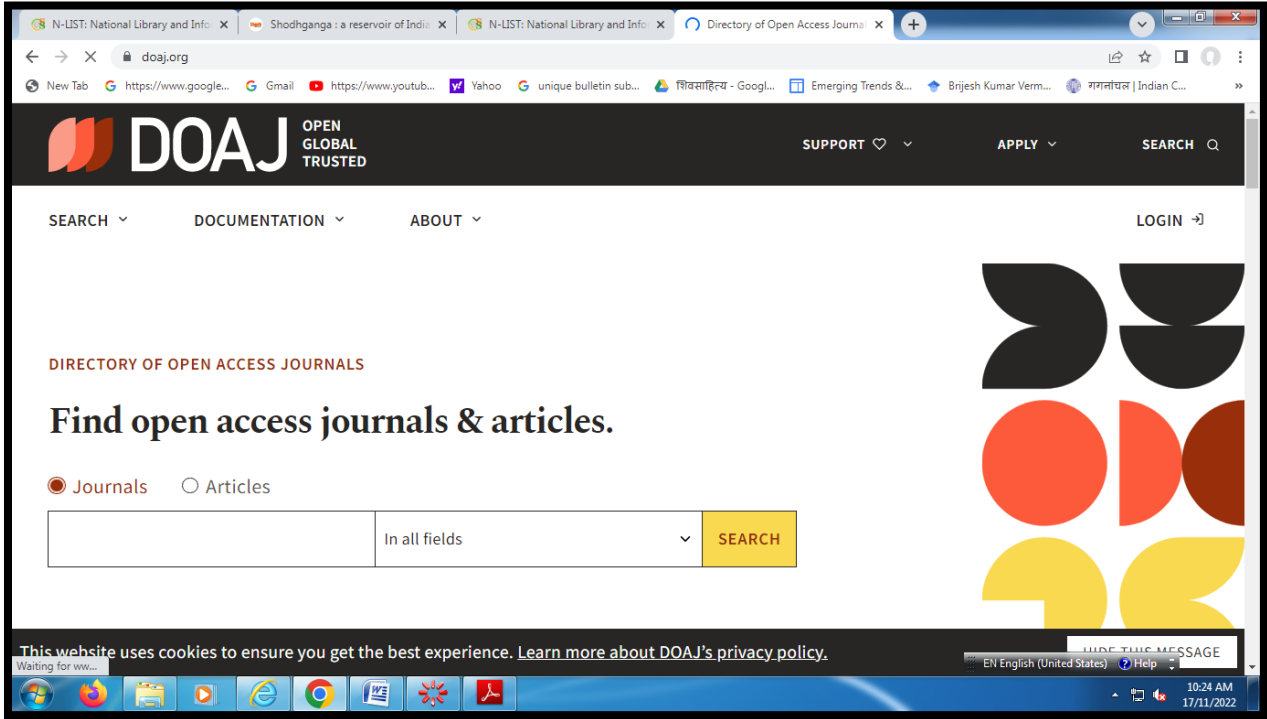 N-LIST: National Library and Info
Shodhganga : a reservoir of India
N-LIST: National Library and Info
Directory of Open Access Journal
doaj.org
New Tab
https://www.google...
Gmail
https://www.youtub...
Yahoo
unique bulletin sub...
शिवसाहित्य - Googl...
Emerging Trends &...
Brijesh Kumar Verm...
गगनांचल | Indian C...
DOAJ
OPEN
GLOBAL
TRUSTED
SUPPORT
APPLY
SEARCH
SEARCH
DOCUMENTATION
ABOUT
LOGIN
DIRECTORY OF OPEN ACCESS JOURNALS
Find open access journals & articles.
Journals
Articles
In all fields
SEARCH
This website uses cookies to ensure you get the best experience. Learn more about DOAJ's privacy policy.
HIDE THIS MESSAGE
Waiting for ww...
EN English (United States)
Help
10:24 AM
17/11/2022